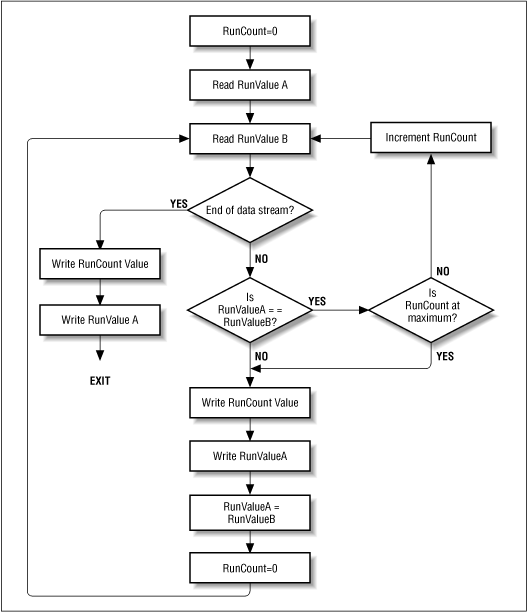 RunCount=0
Read RunValue A
Read RunValue B
Increment RunCount
End of data stream?
YES
NO
Write RunCount Value
Write RunValue A
EXIT
Is
RunValueA = =
RunValueB?
YES
NO
Is
RunCount at
maximum?
NO
YES
Write RunCount Value
Write RunValueA
RunValueA =
RunValueB
RunCount=0